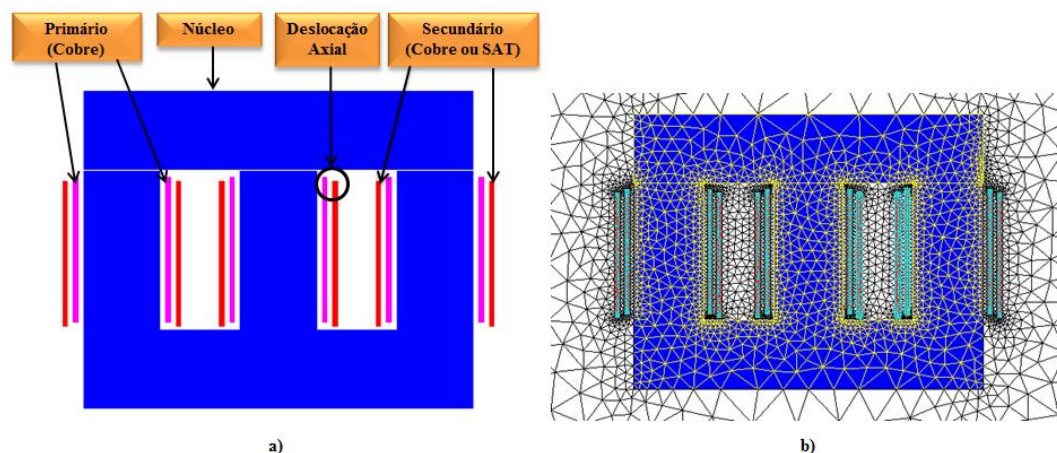 Primário
(Cobre)
Núcleo
Deslocação
Axial
Secundário
(Cobre ou SAT)
a)
b)